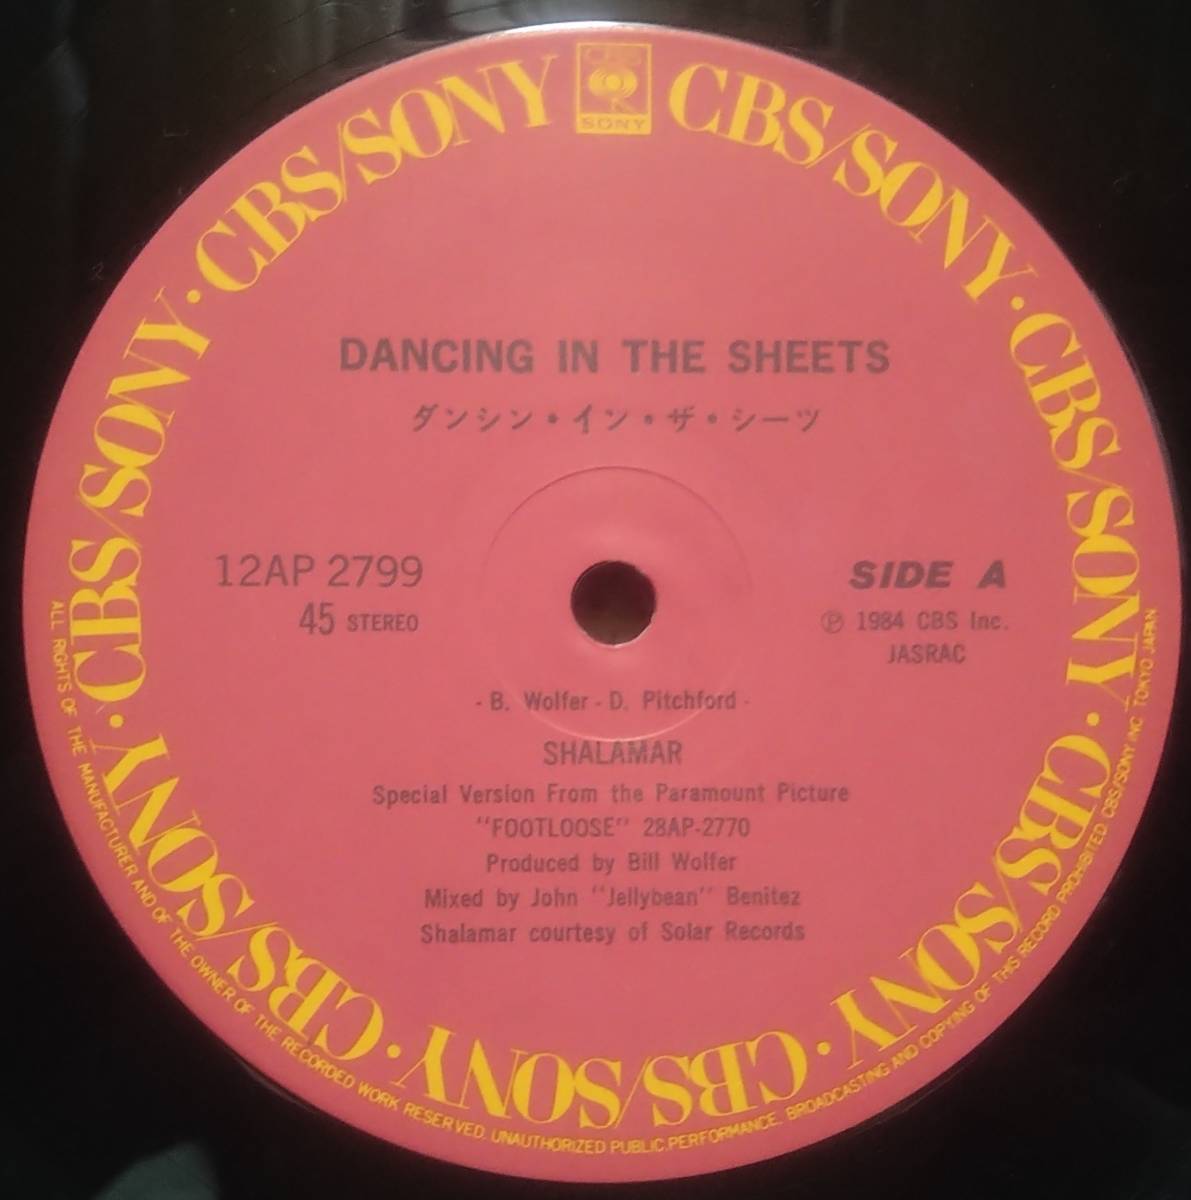 CBS
SONY
CBS/SONY · CBS/SONY · CBS/SONY · CBS/SONY · CBS/SONY · CBS/SONY · CBS/SONY · CBS/SONY
DANCING IN THE SHEETS
ダンシン・イン・ザ・シーツ
12AP 2799
45 STEREO
SIDE A
Ⓟ 1984 CBS Inc.
JASRAC
- B. Wolfer - D. Pitchford -
SHALAMAR
Special Version From the Paramount Picture
"FOOTLOOSE" 28AP-2770
Produced by Bill Wolfer
Mixed by John "Jellybean" Benitez
Shalamar courtesy of Solar Records
ALL RIGHTS OF THE MANUFACTURER AND OF THE OWNER OF THE RECORDED WORK RESERVED. UNAUTHORIZED PUBLIC PERFORMANCE. BROADCASTING AND COPYING OF THIS RECORD PROHIBITED CBS/SONY INC TOKYO JAPAN